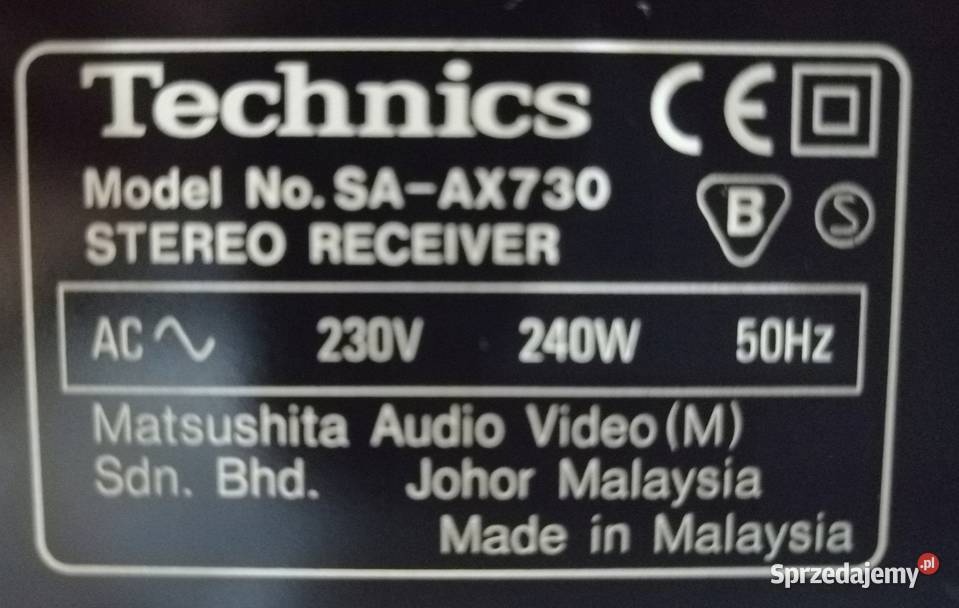 Technics CE
Model No. SA-AX730
STEREO RECEIVER B S
AC 230V 240W 50Hz
Matsushita Audio Video (M)
Sdn. Bhd. Johor Malaysia
Made in Malaysia
Sprzedajemy.pl